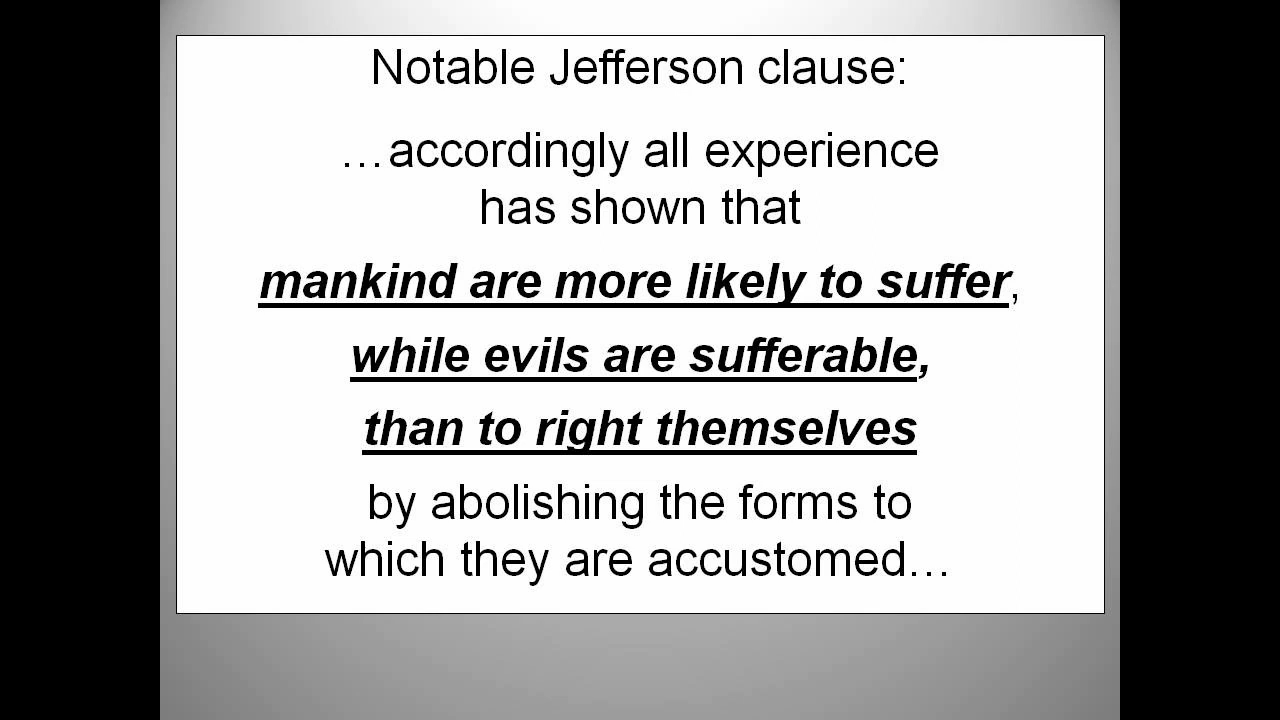 Notable Jefferson clause:
…accordingly all experience
has shown that
mankind are more likely to suffer,
while evils are sufferable,
than to right themselves
by abolishing the forms to
which they are accustomed…